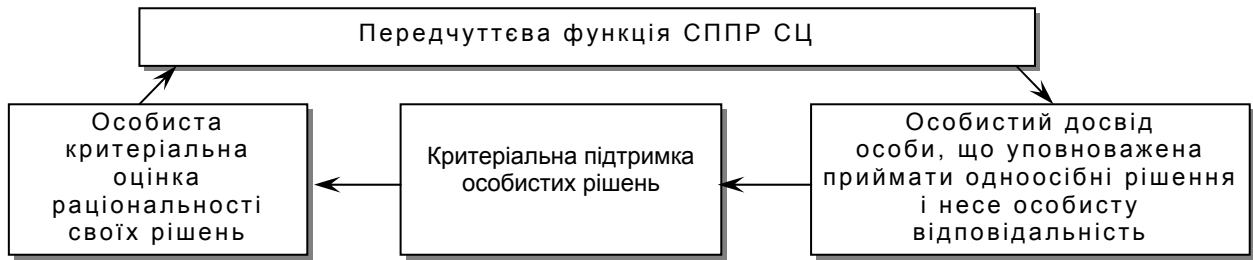 Передчуттєва функція СППР СЦ
Особиста
критеріальна
оцінка
раціональності
своїх рішень
Критеріальна підтримка
особистих рішень
Особистий досвід
особи, що уповноважена
приймати одноосібні рішення
і несе особисту
відповідальність